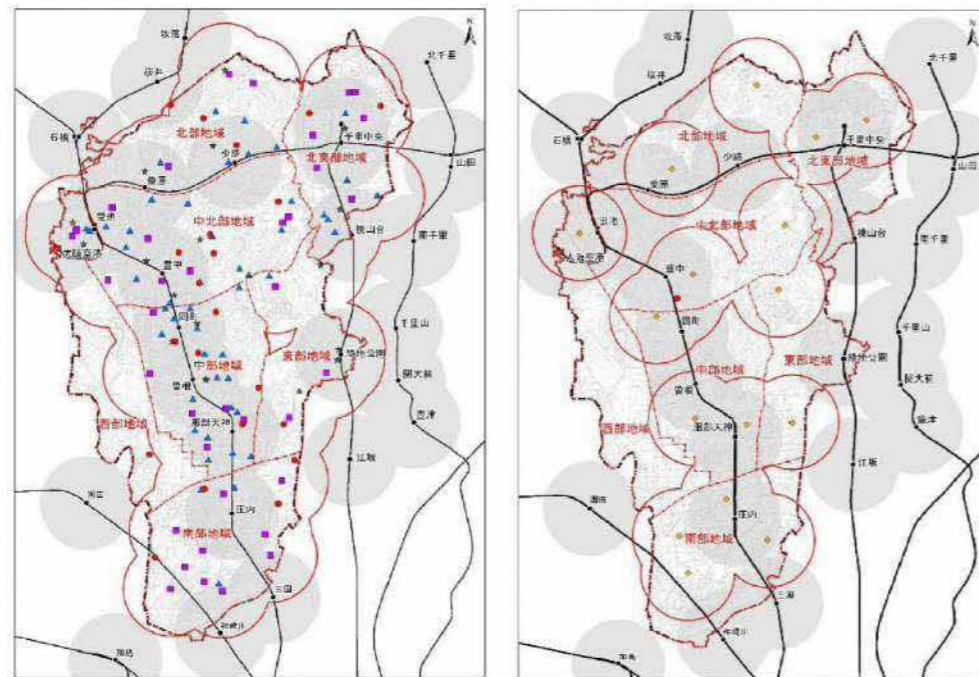 N
北千里
桜井
石橋
北部地域
少路
千里中央
北東部地域
山田
柴原
蛍池
中北部地域
桃山台
南千里
大阪空港
豊中
千里山
岡町
東部地域
緑地公園
関大前
中部地域
曽根
豊津
服部天神
西部地域
江坂
園田
庄内
南部地域
三国
神崎川
加島
N
北千里
桜井
石橋
北部地域
少路
千里中央
北東部地域
山田
柴原
蛍池
中北部地域
桃山台
南千里
大阪空港
豊中
千里山
岡町
東部地域
緑地公園
関大前
中部地域
曽根
豊津
服部天神
西部地域
江坂
園田
庄内
南部地域
三国
神崎川
加島